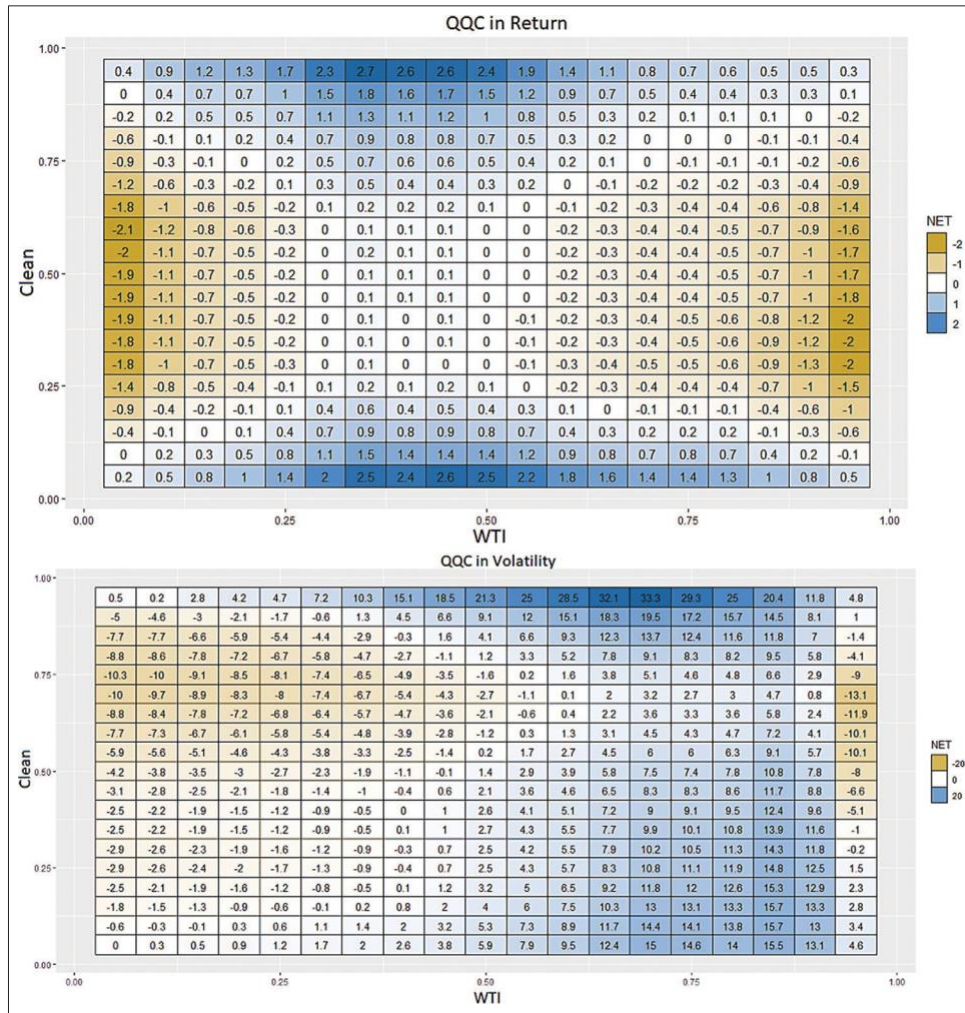 QQC in Return
1.00
0.4 0.9 1.2 1.3 1.7 2.3 2.7 2.6 2.6 2.4 1.9 1.4 1.1 0.8 0.7 0.6 0.5 0.5 0.3
0 0.4 0.7 0.7 1 1.5 1.8 1.6 1.7 1.5 1.2 0.9 0.7 0.5 0.4 0.4 0.3 0.3 0.1
-0.2 0.2 0.5 0.5 0.7 1.1 1.3 1.1 1.2 1 0.8 0.5 0.3 0.2 0.1 0.1 0.1 0 -0.2
-0.6 -0.1 0.1 0.2 0.4 0.7 0.9 0.8 0.8 0.7 0.5 0.3 0.2 0 0 0 -0.1 -0.1 -0.4
0.75
-0.9 -0.3 -0.1 0 0.2 0.5 0.7 0.6 0.6 0.5 0.4 0.2 0.1 0 -0.1 -0.1 -0.1 -0.2 -0.6
-1.2 -0.6 -0.3 -0.2 0.1 0.3 0.5 0.4 0.4 0.3 0.2 0 -0.1 -0.2 -0.2 -0.2 -0.3 -0.4 -0.9
-1.8 -1 -0.6 -0.5 -0.2 0.1 0.2 0.2 0.2 0.1 0 -0.1 -0.2 -0.3 -0.4 -0.4 -0.6 -0.8 -1.4
-2.1 -1.2 -0.8 -0.6 -0.3 0 0.1 0.1 0.1 0 0 -0.2 -0.3 -0.4 -0.4 -0.5 -0.7 -0.9 -1.6
Clean
0.50
-2 -1.1 -0.7 -0.5 -0.2 0 0.2 0.1 0.1 0 0 -0.2 -0.3 -0.4 -0.4 -0.5 -0.7 -1 -1.7
-1.9 -1.1 -0.7 -0.5 -0.2 0 0.1 0.1 0.1 0 0 -0.2 -0.3 -0.4 -0.4 -0.5 -0.7 -1 -1.7
-1.9 -1.1 -0.7 -0.5 -0.2 0 0.1 0.1 0.1 0 0 -0.2 -0.3 -0.4 -0.4 -0.5 -0.7 -1 -1.8
-1.9 -1.1 -0.7 -0.5 -0.2 0 0.1 0 0.1 0 -0.1 -0.2 -0.3 -0.4 -0.5 -0.6 -0.8 -1.2 -2
-1.8 -1.1 -0.7 -0.5 -0.2 0 0.1 0 0.1 0 -0.1 -0.2 -0.3 -0.4 -0.5 -0.6 -0.9 -1.2 -2
-1.8 -1 -0.7 -0.5 -0.3 0 0.1 0 0 0 -0.1 -0.3 -0.4 -0.5 -0.5 -0.6 -0.9 -1.3 -2
0.25
-1.4 -0.8 -0.5 -0.4 -0.1 0.1 0.2 0.1 0.2 0.1 0 -0.2 -0.3 -0.4 -0.4 -0.4 -0.7 -1 -1.5
-0.9 -0.4 -0.2 -0.1 0.1 0.4 0.6 0.4 0.5 0.4 0.3 0.1 0 -0.1 -0.1 -0.1 -0.4 -0.6 -1
-0.4 -0.1 0 0.1 0.4 0.7 0.9 0.8 0.9 0.8 0.7 0.4 0.3 0.2 0.2 0.2 -0.1 -0.3 -0.6
0 0.2 0.3 0.5 0.8 1.1 1.5 1.4 1.4 1.4 1.2 0.9 0.8 0.7 0.8 0.7 0.4 0.2 -0.1
0.2 0.5 0.8 1 1.4 2 2.5 2.4 2.6 2.5 2.2 1.8 1.6 1.4 1.4 1.3 1 0.8 0.5
0.00
0.00 0.25 0.50 0.75 1.00
WTI
NET
-2
-1
0
1
2
QQC in Volatility
1.00
0.5 0.2 2.8 4.2 4.7 7.2 10.3 15.1 18.5 21.3 25 28.5 32.1 33.3 29.3 25 20.4 11.8 4.8
-5 -4.6 -3 -2.1 -1.7 -0.6 1.3 4.5 6.6 9.1 12 15.1 18.3 19.5 17.2 15.7 14.5 8.1 1
-7.7 -7.7 -6.6 -5.9 -5.4 -4.4 -2.9 -0.3 1.6 4.1 6.6 9.3 12.3 13.7 12.4 11.6 11.8 7 -1.4
-8.8 -8.6 -7.8 -7.2 -6.7 -5.8 -4.7 -2.7 -1.1 1.2 3.3 5.2 7.8 9.1 8.3 8.2 9.5 5.8 -4.1
0.75
-10.3 -10 -9.1 -8.5 -8.1 -7.4 -6.5 -4.9 -3.5 -1.6 0.2 1.6 3.8 5.1 4.6 4.8 6.6 2.9 -9
-10 -9.7 -8.9 -8.3 -8 -7.4 -6.7 -5.4 -4.3 -2.7 -1.1 0.1 2 3.2 2.7 3 4.7 0.8 -13.1
-8.8 -8.4 -7.8 -7.2 -6.8 -6.4 -5.7 -4.7 -3.6 -2.1 -0.6 0.4 2.2 3.6 3.3 3.6 5.8 2.4 -11.9
-7.7 -7.3 -6.7 -6.1 -5.8 -5.4 -4.8 -3.9 -2.8 -1.2 0.3 1.3 3.1 4.5 4.3 4.7 7.2 4.1 -10.1
-5.9 -5.6 -5.1 -4.6 -4.3 -3.8 -3.3 -2.5 -1.4 0.2 1.7 2.7 4.5 6 6 6.3 9.1 5.7 -10.1
Clean
0.50
-4.2 -3.8 -3.5 -3 -2.7 -2.3 -1.9 -1.1 -0.1 1.4 2.9 3.9 5.8 7.5 7.4 7.8 10.8 7.8 -8
-3.1 -2.8 -2.5 -2.1 -1.8 -1.4 -1 -0.4 0.6 2.1 3.6 4.6 6.5 8.3 8.3 8.6 11.7 8.8 -6.6
-2.5 -2.2 -1.9 -1.5 -1.2 -0.9 -0.5 0 1 2.6 4.1 5.1 7.2 9 9.1 9.5 12.4 9.6 -5.1
-2.5 -2.2 -1.9 -1.5 -1.2 -0.9 -0.5 0.1 1 2.7 4.3 5.5 7.7 9.9 10.1 10.8 13.9 11.6 -1
-2.9 -2.6 -2.3 -1.9 -1.6 -1.2 -0.9 -0.3 0.7 2.5 4.2 5.5 7.9 10.2 10.5 11.3 14.3 11.8 -0.2
0.25
-2.9 -2.6 -2.4 -2 -1.7 -1.3 -0.9 -0.4 0.7 2.5 4.3 5.7 8.3 10.8 11.1 11.9 14.8 12.5 1.5
-2.5 -2.1 -1.9 -1.6 -1.2 -0.8 -0.5 0.1 1.2 3.2 5 6.5 9.2 11.8 12 12.6 15.3 12.9 2.3
-1.8 -1.5 -1.3 -0.9 -0.6 -0.1 0.2 0.8 2 4 6 7.5 10.3 13 13.1 13.3 15.7 13.3 2.8
-0.6 -0.3 -0.1 0.3 0.6 1.1 1.4 2 3.2 5.3 7.3 8.9 11.7 14.4 14.1 13.8 15.7 13 3.4
0 0.3 0.5 0.9 1.2 1.7 2 2.6 3.8 5.9 7.9 9.5 12.4 15 14.6 14 15.5 13.1 4.6
0.00
0.00 0.25 0.50 0.75 1.00
WTI
NET
-20
0
20